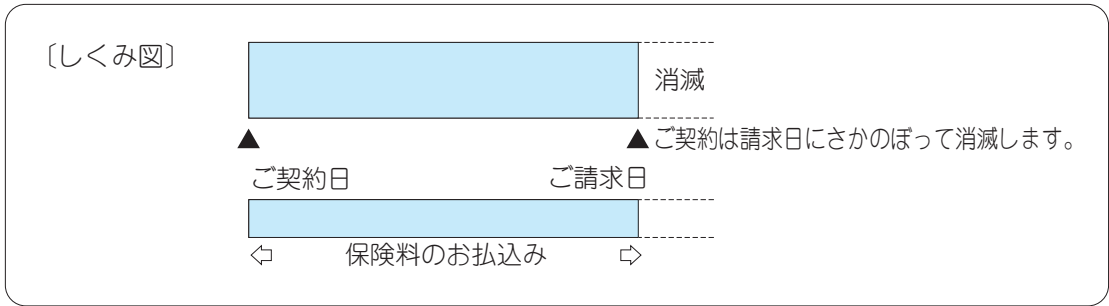 〔しくみ図〕
消滅
▲ ▲ご契約は請求日にさかのぼって消滅します。
ご契約日 ご請求日
⇦ 保険料のお払込み ⇨